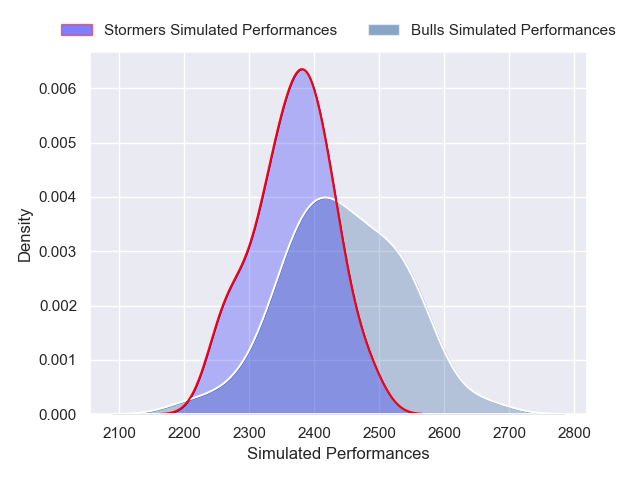 Stormers Simulated Performances Bulls Simulated Performances
0.006
0.005
0.004
0.003
0.002
0.001
0.000
Density
2100 2200 2300 2400 2500 2600 2700 2800
Simulated Performances